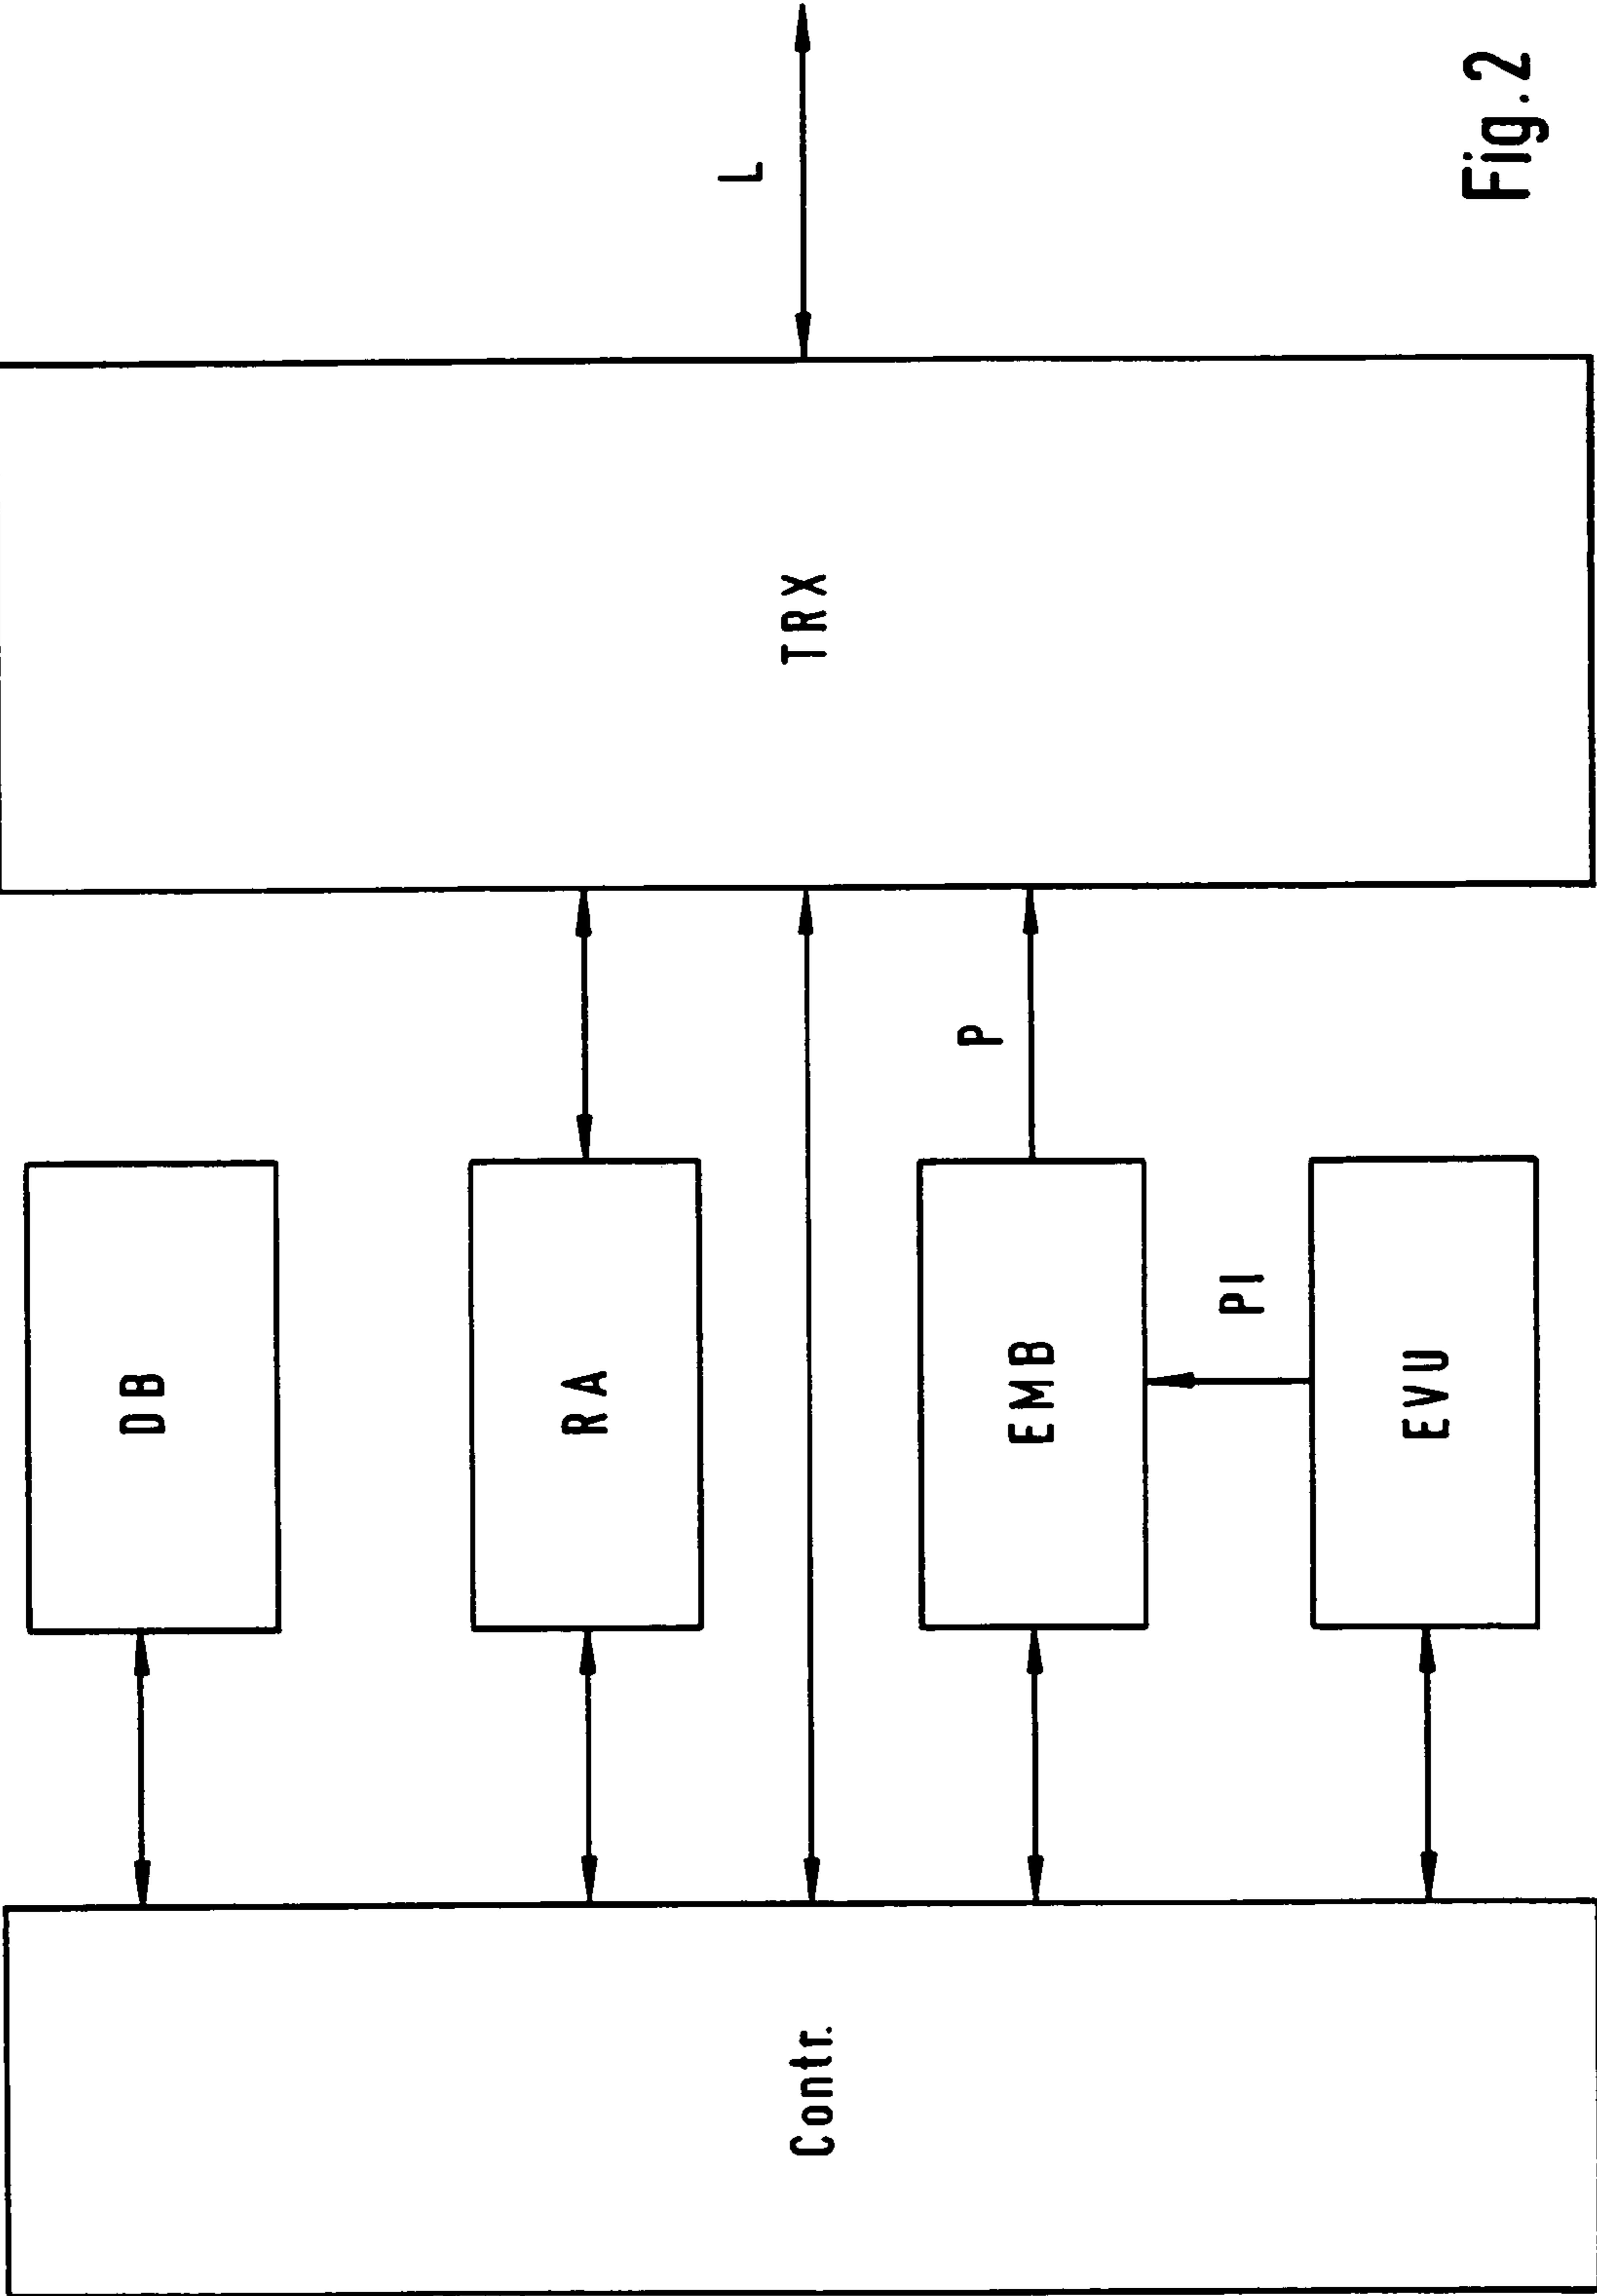 DB
RA
Contr.
TRX
L
P
EMB
PI
EVU
Fig. 2